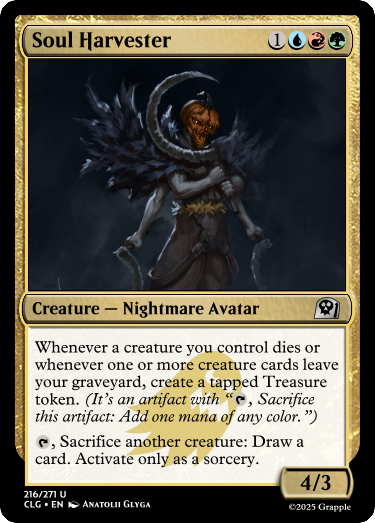 Soul Harvester
1
Creature — Nightmare Avatar
Whenever a creature you control dies or
whenever one or more creature cards leave
your graveyard, create a tapped Treasure
token. (It's an artifact with “, Sacrifice
this artifact: Add one mana of any color.”)
, Sacrifice another creature: Draw a
card. Activate only as a sorcery.
4/3
216/271 U
CLG • EN Anatolii Glyga
©2025 Grapple